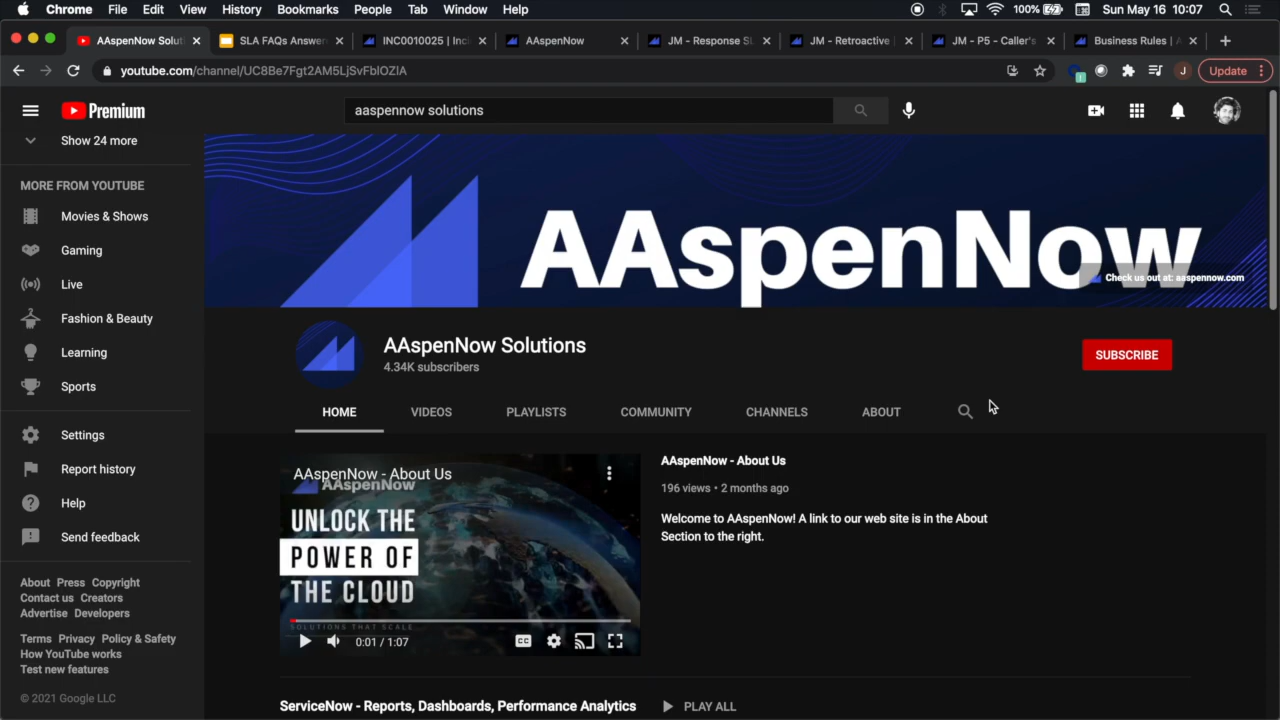 Chrome File Edit View History Bookmarks People Tab Window Help 100% Sun May 16 10:07
AAspenNow Soluti SLA FAQs Answere INC0010025 | Inci AAspenNow JM - Response SL JM - Retroactive JM - P5 - Caller's Business Rules | A
youtube.com/channel/UC8Be7Fgt2AM5LjSvFblOZIA J Update
Premium aaspennow solutions
Show 24 more
MORE FROM YOUTUBE
Movies & Shows
Gaming
Live
Fashion & Beauty
Learning
Sports
Settings
Report history
Help
Send feedback
About Press Copyright
Contact us Creators
Advertise Developers
Terms Privacy Policy & Safety
How YouTube works
Test new features
© 2021 Google LLC
AAspenNow
Check us out at: aaspennow.com
AAspenNow Solutions
4.34K subscribers
SUBSCRIBE
HOME VIDEOS PLAYLISTS COMMUNITY CHANNELS ABOUT
AAspenNow - About Us
AAspenNow
UNLOCK THE
POWER OF
THE CLOUD
SOLUTIONS THAT SCALE
0:01 / 1:07 CC
AAspenNow - About Us
196 views • 2 months ago
Welcome to AAspenNow! A link to our web site is in the About
Section to the right.
ServiceNow - Reports, Dashboards, Performance Analytics PLAY ALL